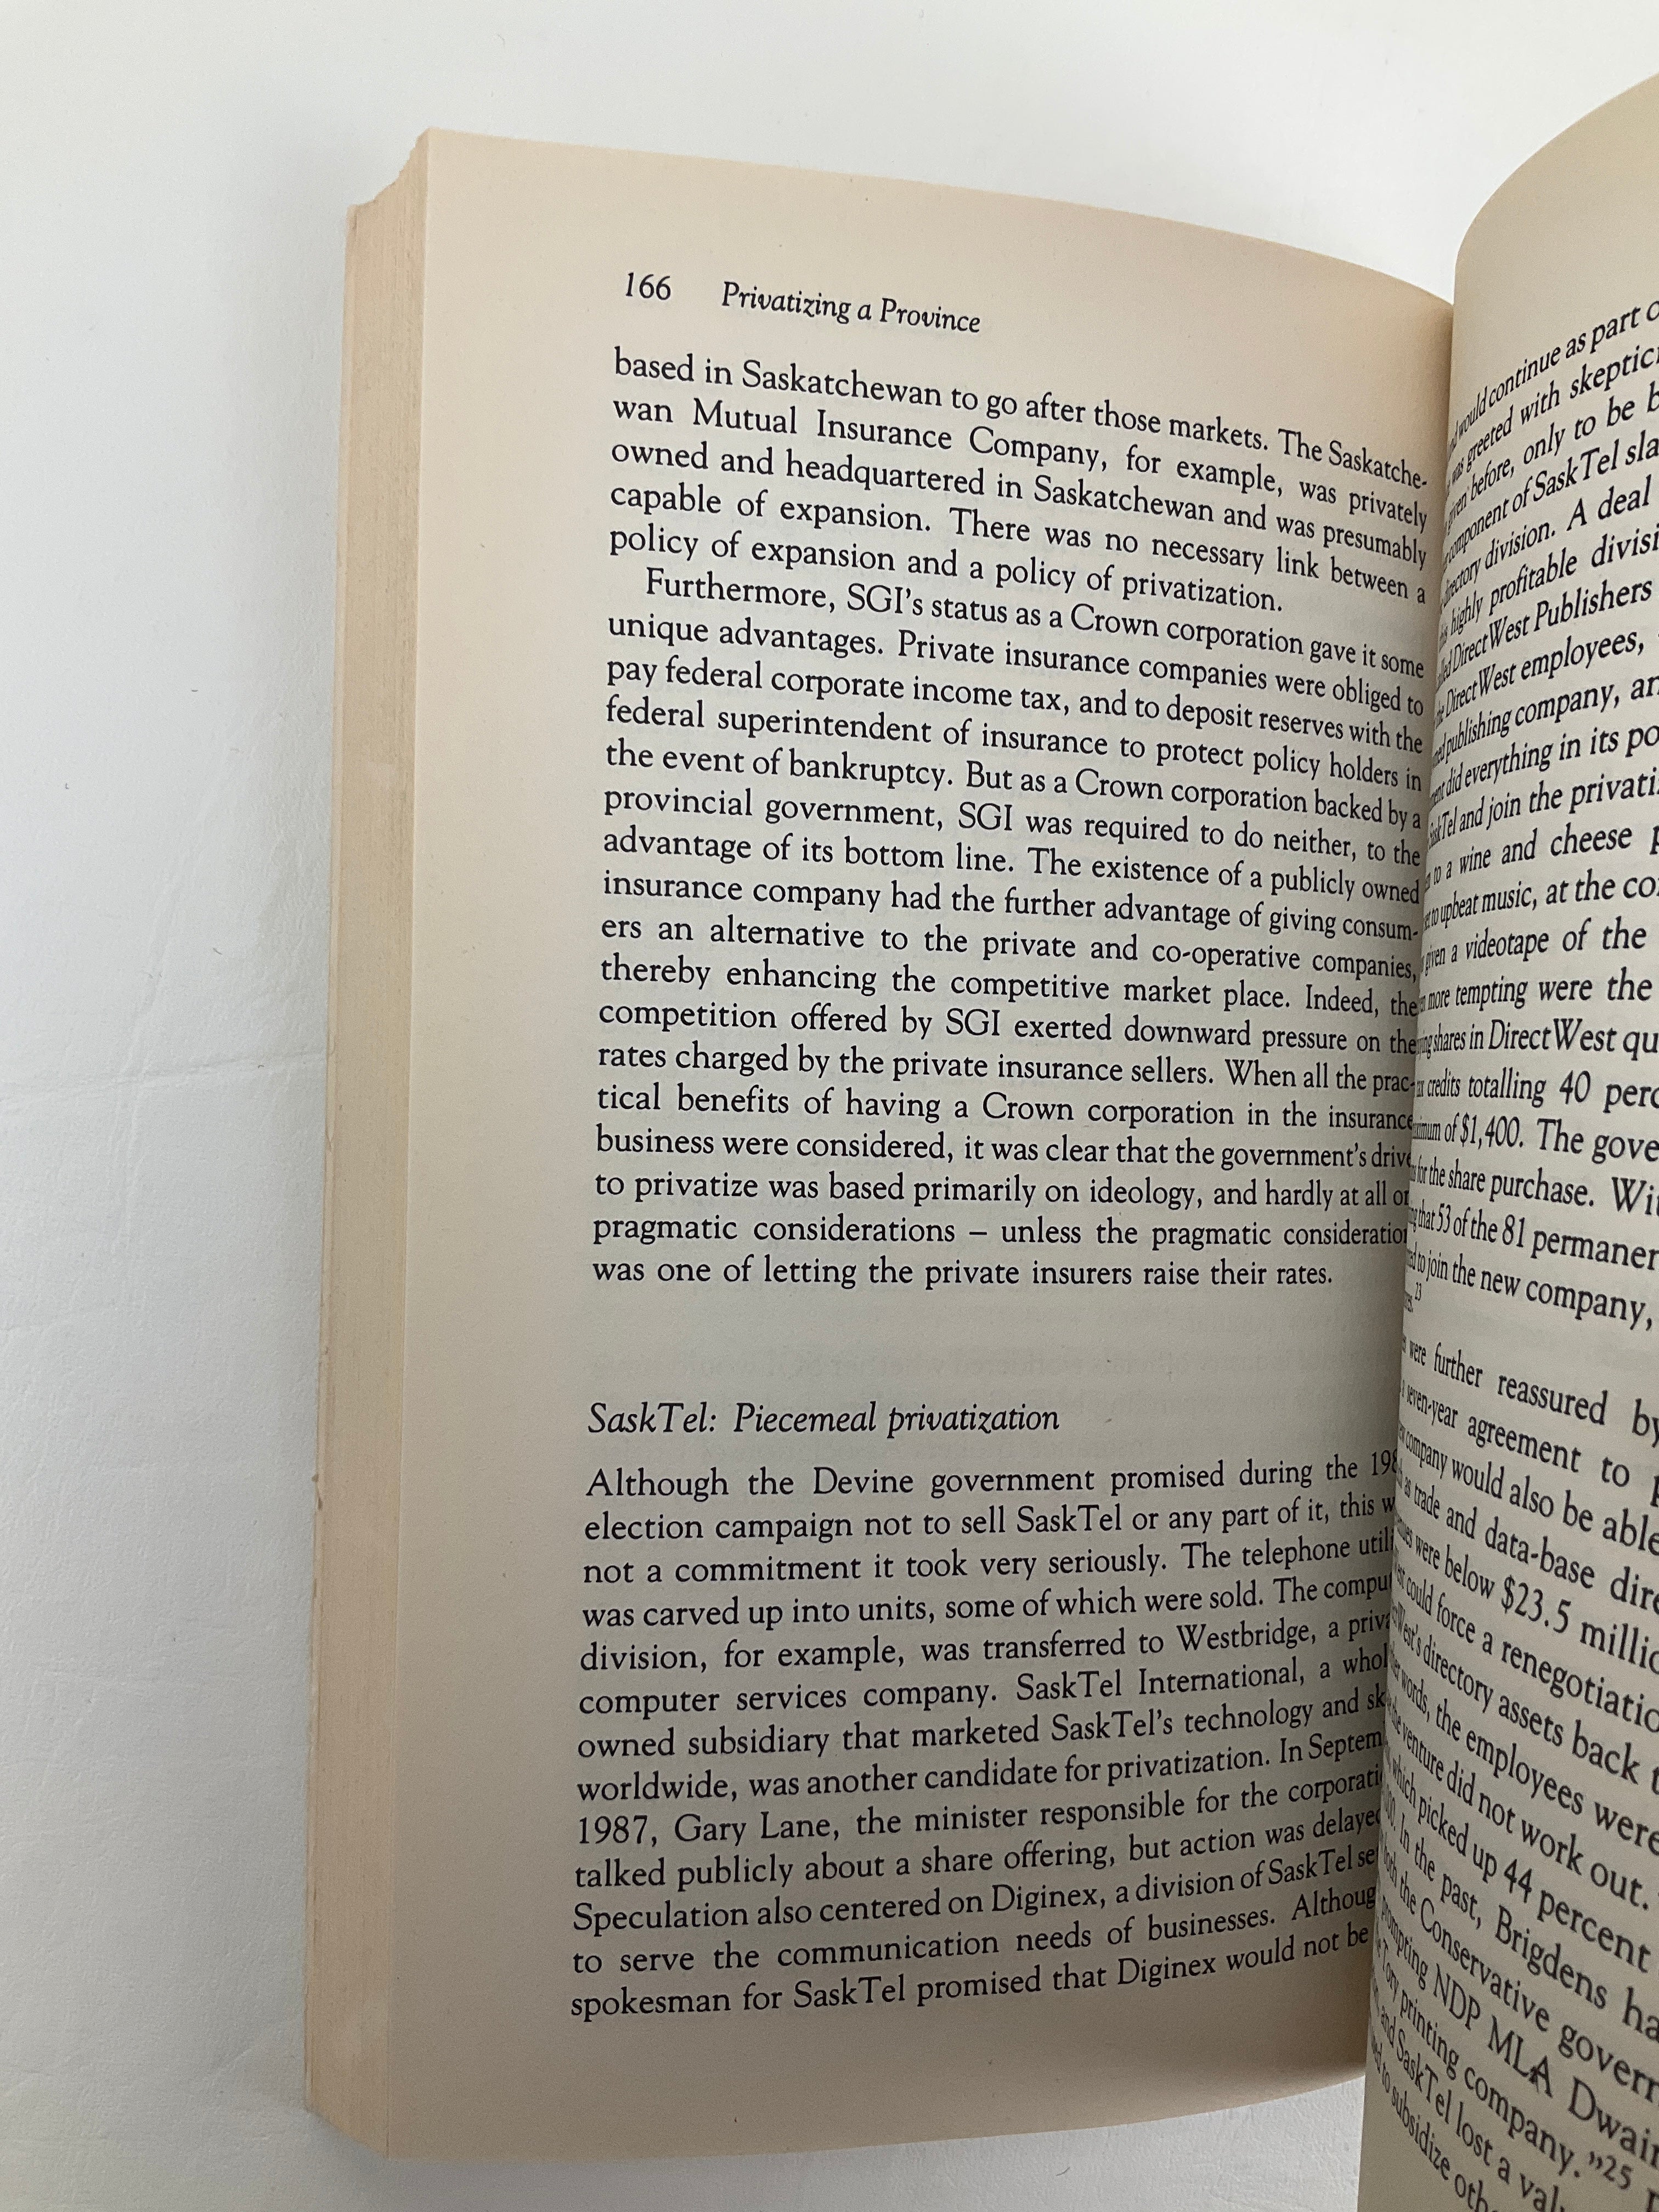 166 Privatizing a Province
based in Saskatchewan to go after those markets. The Saskatche-
wan Mutual Insurance Company, for example, was privately
owned and headquartered in Saskatchewan and was presumably
capable of expansion. There was no necessary link between a
policy of expansion and a policy of privatization.
Furthermore, SGI's status as a Crown corporation gave it some
unique advantages. Private insurance companies were obliged to
pay federal corporate income tax, and to deposit reserves with the
federal superintendent of insurance to protect policy holders in
the event of bankruptcy. But as a Crown corporation backed by a
provincial government, SGI was required to do neither, to the
advantage of its bottom line. The existence of a publicly owned
insurance company had the further advantage of giving consum-
ers an alternative to the private and co-operative companies,
thereby enhancing the competitive market place. Indeed, the
competition offered by SGI exerted downward pressure on the
rates charged by the private insurance sellers. When all the prac-
tical benefits of having a Crown corporation in the insurance
business were considered, it was clear that the government's drive
to privatize was based primarily on ideology, and hardly at all
pragmatic considerations – unless the pragmatic consideration
was one of letting the private insurers raise their rates.
SaskTel: Piecemeal privatization
Although the Devine government promised during the 198
election campaign not to sell SaskTel or any part of it, this
not a commitment it took very seriously. The telephone
was carved up into units, some of which were sold. The
division, for example, was transferred to Westbridge, a
computer services company. SaskTel International, a
owned subsidiary that marketed SaskTel's technology and
worldwide, was another candidate for privatization. In
1987, Gary Lane, the minister responsible for the
talked publicly about a share offering, but action was delayed
Speculation also centered on Diginex, a division of SaskTel
to serve the communication needs of businesses.
spokesman for SaskTel promised that Diginex would not be
would continue as part
was greeted with
given before, only to be
component of SaskTel
directory division. A deal
highly profitable
DirectWest Publishers
DirectWest employees,
publishing company,
did everything in its
SaskTel and join the
to a wine and cheese
to upbeat music, at the
given a videotape of the
more tempting were the
shares in DirectWest
credits totalling 40
of $1,400. The
for the share purchase.
that 53 of the 81
to join the new company,
23
were further reassured by
seven-year agreement to
company would also be able
as trade and data-base
were below $23.5
could force a
directory assets back
words, the employees were
venture did not work out.
which picked up 44 percent
In the past, Brigdens
the Conservative
prompting NDP MLA
Tory printing company."25
and SaskTel lost a
to subsidize